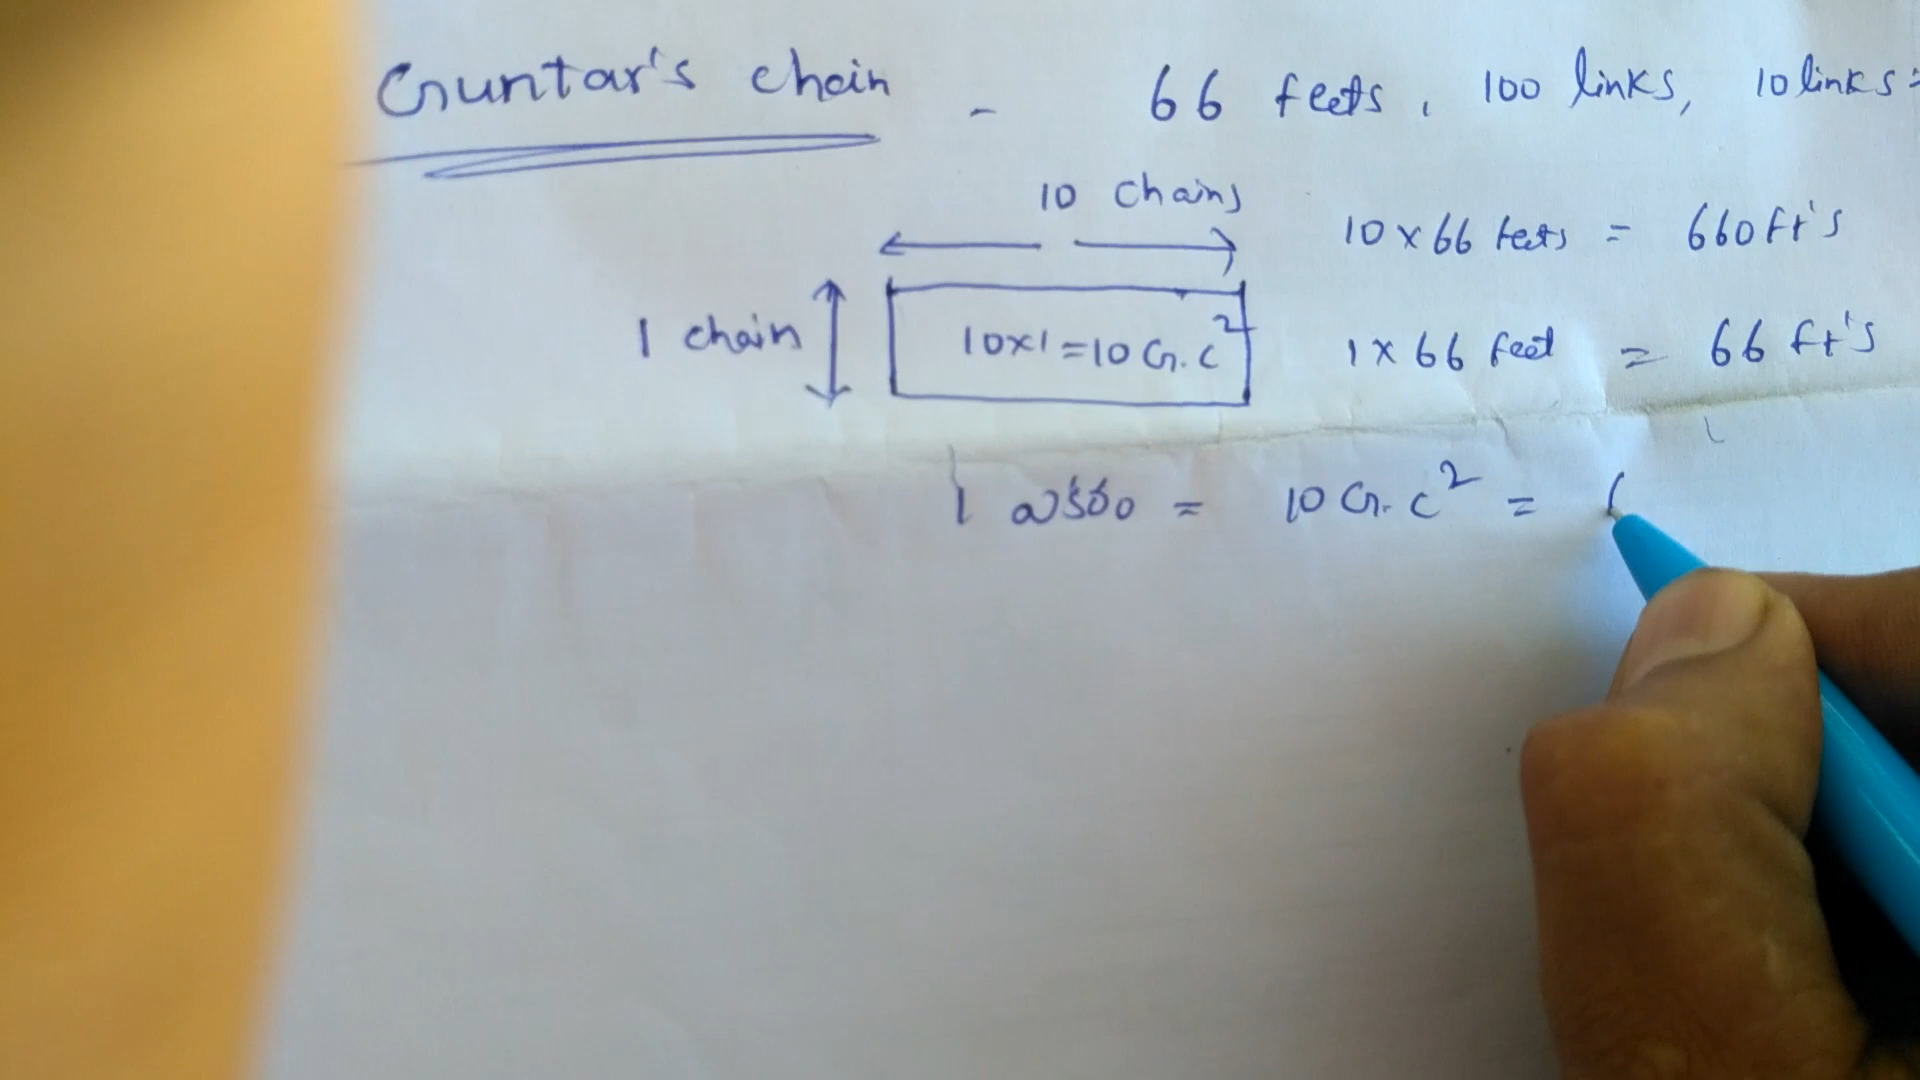 Guntar's chain - 66 feets, 100 links, 10 links =
10 Chains
10 x 66 feets = 660 ft's
1 chain
10x1=10 G.C²
1 x 66 feet = 66 ft's
1 ఎకరం = 10 G.C² = (